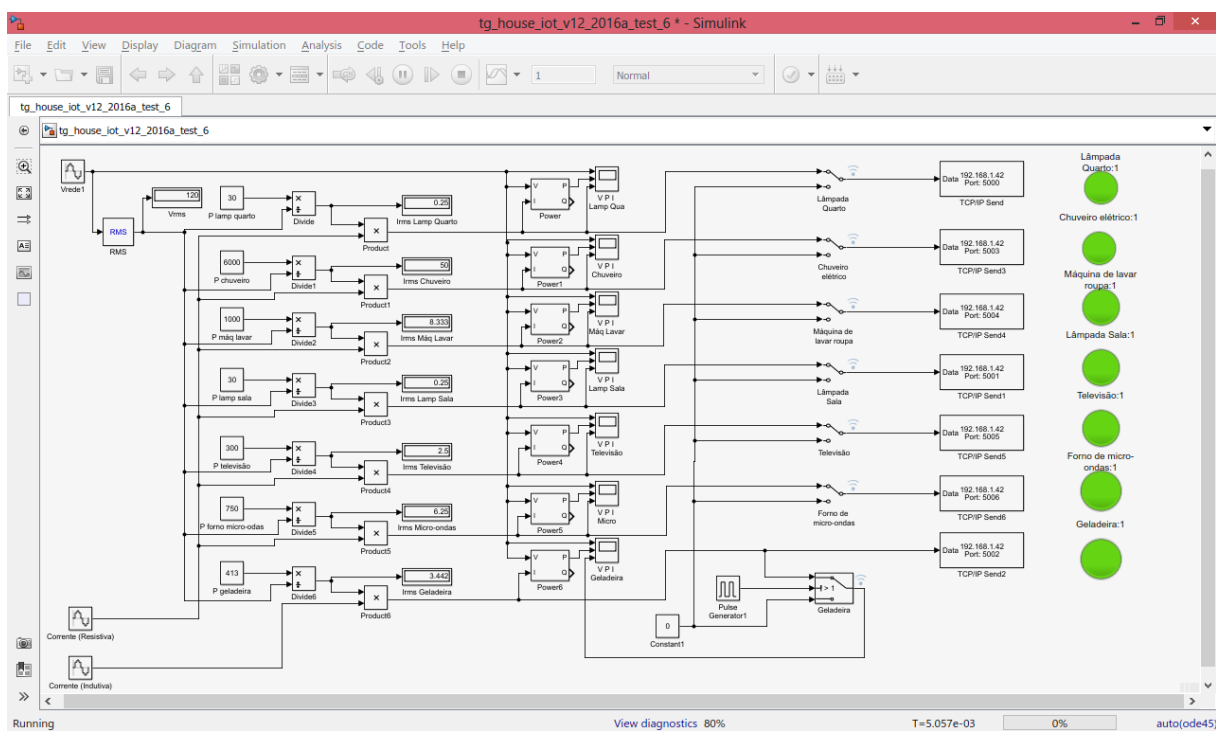 tg_house_iot_v12_2016a_test_6 * - Simulink
File Edit View Display Diagram Simulation Analysis Code Tools Help
1
Normal
tg_house_iot_v12_2016a_test_6
tg_house_iot_v12_2016a_test_6
Vrede1
RMS
RMS
120
Vrms
30
P lamp quarto
Divide
0.25
Irms Lamp Quarto
Product
V P
I Q
Power
V P I
Lamp Qua
Lâmpada
Quarto
Data
192.168.1.42
Port: 5000
TCP/IP Send
Lâmpada
Quarto:1
6000
P chuveiro
Divide1
50
Irms Chuveiro
Product1
V P
I Q
Power1
V P I
Chuveiro
Chuveiro
elétrico
Data
192.168.1.42
Port: 5003
TCP/IP Send3
Chuveiro elétrico:1
1000
P máq lavar
Divide2
8.333
Irms Máq Lavar
Product2
V P
I Q
Power2
V P I
Máq Lavar
Máquina de
lavar roupa
Data
192.168.1.42
Port: 5004
TCP/IP Send4
Máquina de lavar
roupa:1
30
P lamp sala
Divide3
0.25
Irms Lamp Sala
Product3
V P
I Q
Power3
V P I
Lamp Sala
Lâmpada
Sala
Data
192.168.1.42
Port: 5001
TCP/IP Send1
Lâmpada Sala:1
300
P televisão
Divide4
2.5
Irms Televisão
Product4
V P
I Q
Power4
V P I
Televisão
Televisão
Data
192.168.1.42
Port: 5005
TCP/IP Send5
Televisão:1
750
P forno micro-odas
Divide5
6.25
Irms Micro-ondas
Product5
V P
I Q
Power5
V P I
Micro
Forno de
micro-ondas
Data
192.168.1.42
Port: 5006
TCP/IP Send6
Forno de micro-
ondas:1
413
P geladeira
Divide6
3.442
Irms Geladeira
Product6
V P
I Q
Power6
V P I
Geladeira
Data
192.168.1.42
Port: 5002
TCP/IP Send2
Geladeira:1
Pulse
Generator1
> 1
Geladeira
0
Constant1
Corrente (Resistiva)
Corrente (Indutiva)
Running
View diagnostics 80%
T=5.057e-03
0%
auto(ode45)